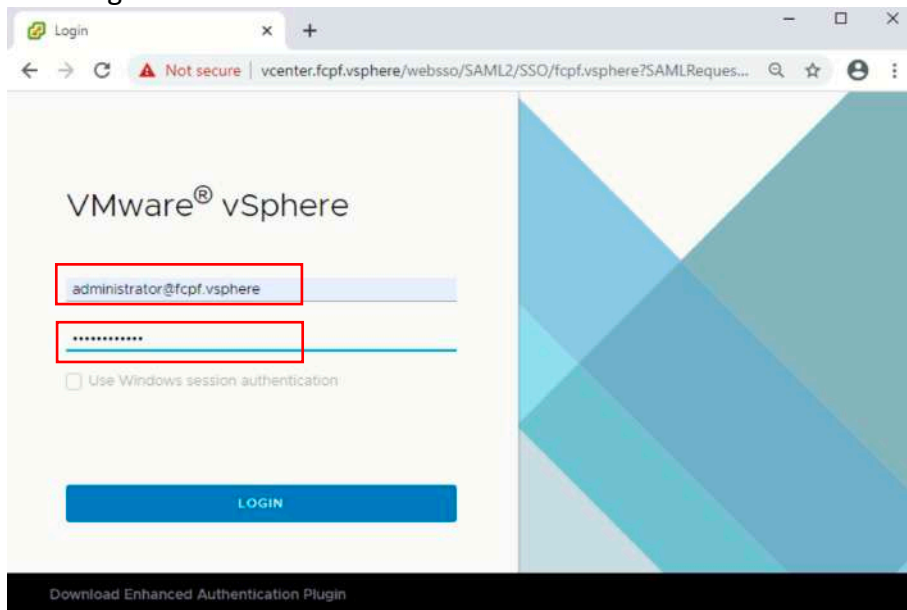 Login
Not secure | vcenter.fcpf.vsphere/websso/SAML2/SSO/fcpf.vsphere?SAMLReques...
VMware® vSphere
administrator@fcpf.vsphere
••••••••••••
Use Windows session authentication
LOGIN
Download Enhanced Authentication Plugin